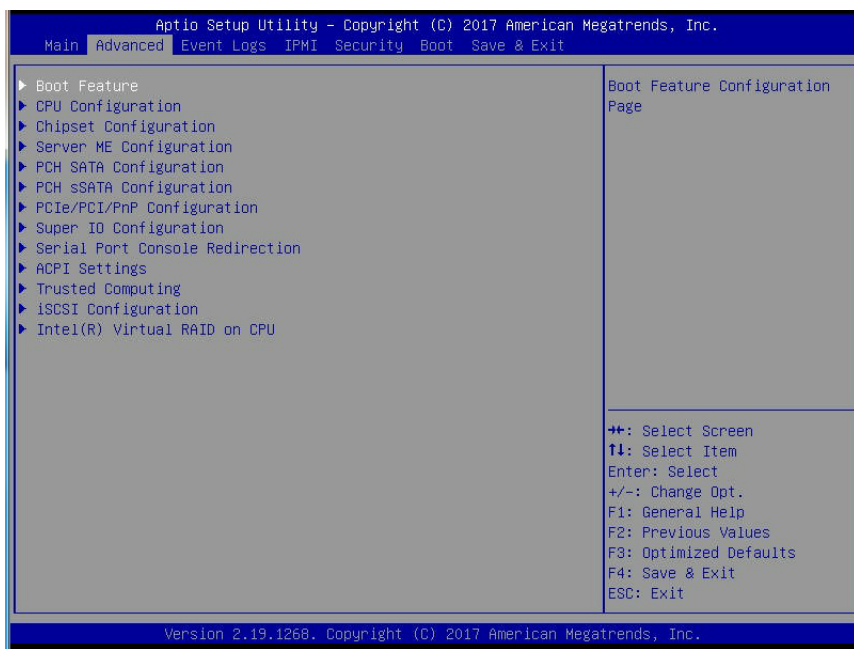 Aptio Setup Utility – Copyright (C) 2017 American Megatrends, Inc.
Main Advanced Event Logs IPMI Security Boot Save & Exit
Boot Feature
CPU Configuration
Chipset Configuration
Server ME Configuration
PCH SATA Configuration
PCH sSATA Configuration
PCIe/PCI/PnP Configuration
Super IO Configuration
Serial Port Console Redirection
ACPI Settings
Trusted Computing
iSCSI Configuration
Intel(R) Virtual RAID on CPU
Boot Feature Configuration
Page
→←: Select Screen
↑↓: Select Item
Enter: Select
+/-: Change Opt.
F1: General Help
F2: Previous Values
F3: Optimized Defaults
F4: Save & Exit
ESC: Exit
Version 2.19.1268. Copyright (C) 2017 American Megatrends, Inc.